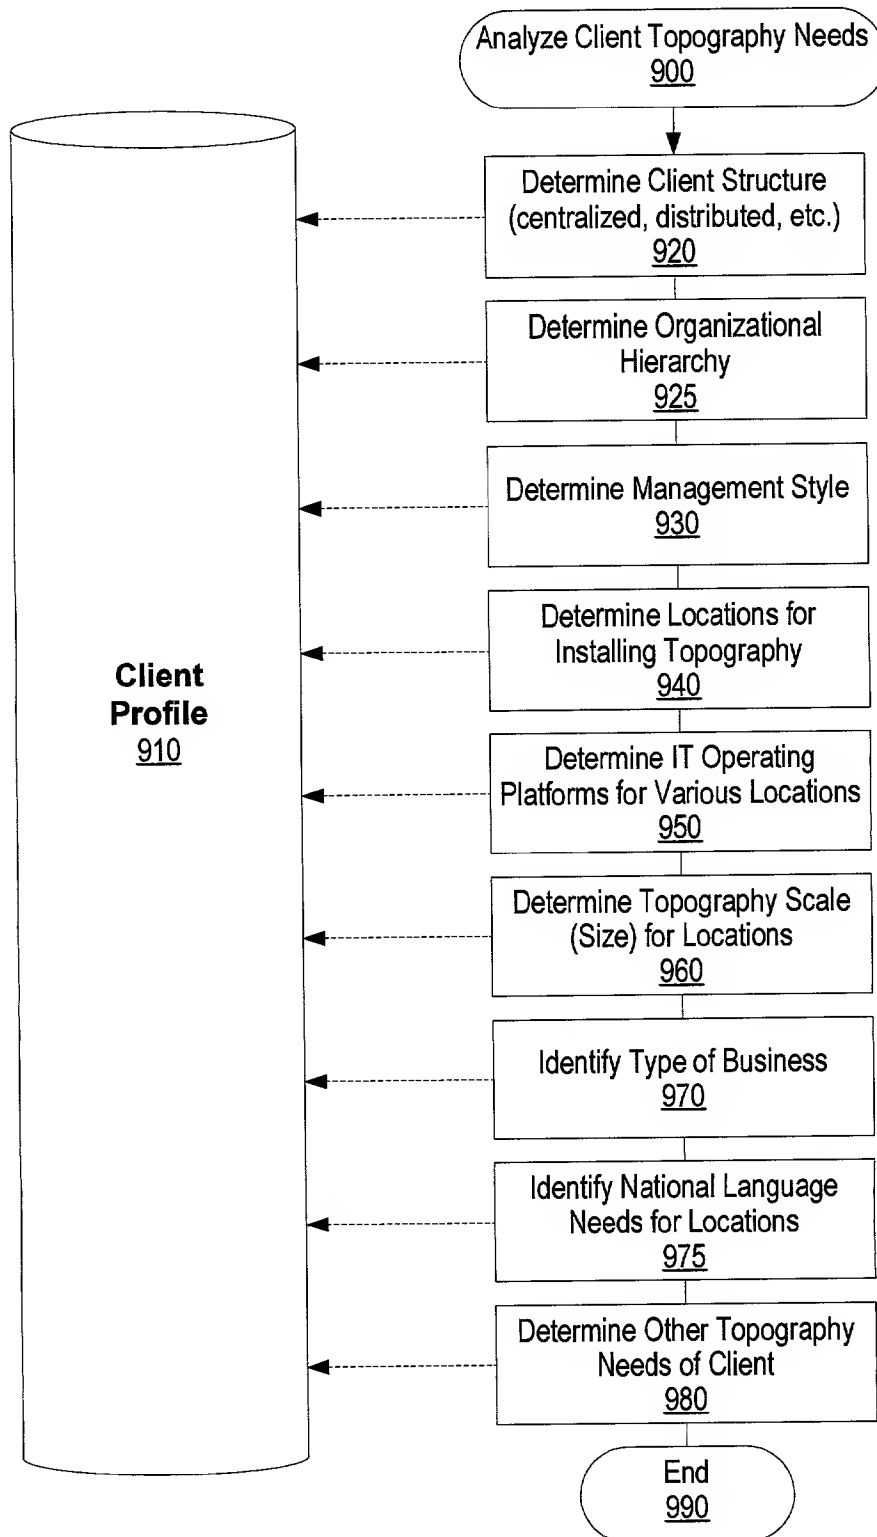 Analyze Client Topography Needs
900
Determine Client Structure
(centralized, distributed, etc.)
920
Determine Organizational
Hierarchy
925
Determine Management Style
930
Determine Locations for
Installing Topography
940
Client
Profile
910
Determine IT Operating
Platforms for Various Locations
950
Determine Topography Scale
(Size) for Locations
960
Identify Type of Business
970
Identify National Language
Needs for Locations
975
Determine Other Topography
Needs of Client
980
End
990